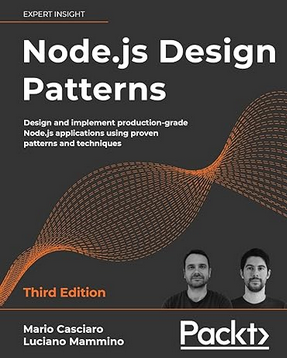 EXPERT INSIGHT
Node.js Design
Patterns
Design and implement production-grade
Node.js applications using proven
patterns and techniques
Third Edition
Mario Casciaro
Luciano Mammino
Packt>